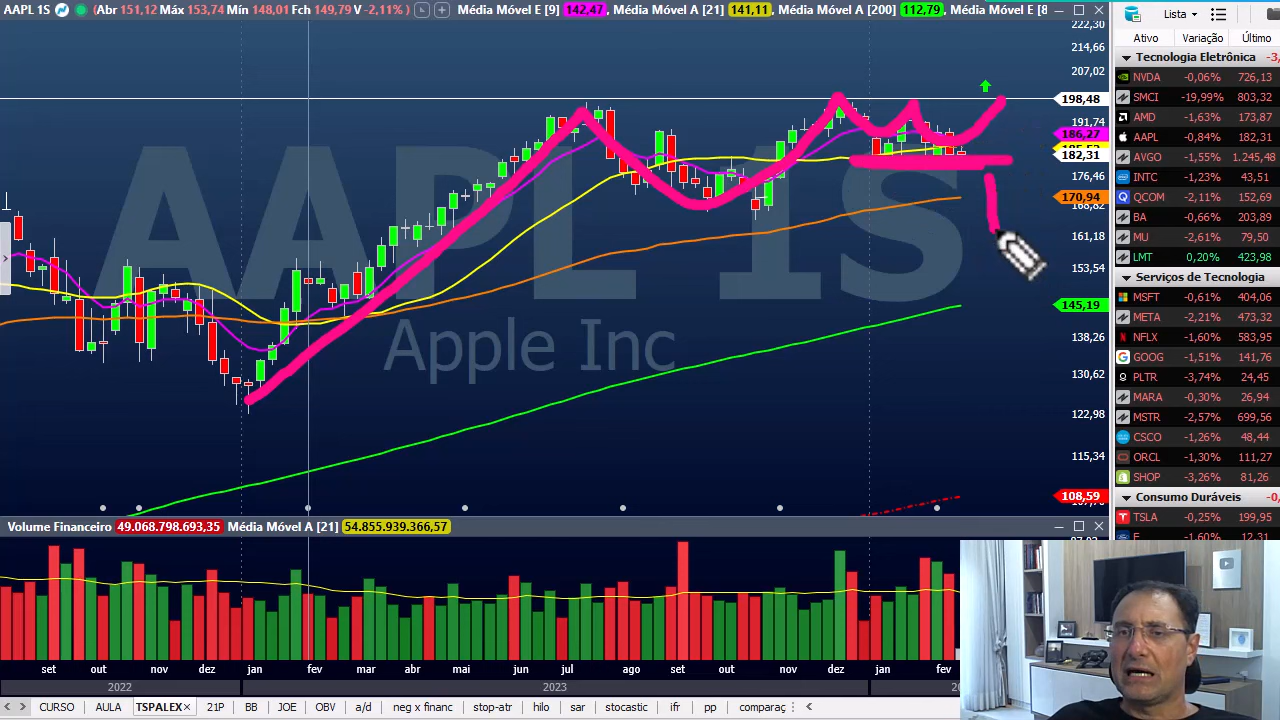 AAPL 1S (Abr 151,12 Máx 153,74 Mín 148,01 Fch 149,79 V -2,11% ) Média Móvel E [9] 142,47 , Média Móvel A [21] 141,11 , Média Móvel A [200] 112,79 , Média Móvel E [8
222,30
214,66
207,02
198,48
191,74
186,27
182,31
176,46
170,94
161,18
153,54
145,19
138,26
130,62
122,98
115,34
108,59
AAPL 1S
Apple Inc
Volume Financeiro 49.068.798.693,35 Média Móvel A [21] 54.855.939.366,57
set out nov dez jan fev mar abr mai jun jul ago set out nov dez jan fev
2022 2023
CURSO AULA TSPALEX 21P BB JOE OBV a/d neg x financ stop-atr hilo sar stocastic ifr pp comparaç
Lista
Ativo Variação Último
Tecnologia Eletrônica -3,
NVDA -0,06% 726,13
SMCI -19,99% 803,32
AMD -1,63% 173,87
AAPL -0,84% 182,31
AVGO -1,55% 1.245,48
INTC -1,23% 43,51
QCOM -2,11% 152,69
BA -0,66% 203,89
MU -2,61% 79,50
LMT 0,20% 423,98
Serviços de Tecnologia
MSFT -0,61% 404,06
META -2,21% 473,32
NFLX -1,60% 583,95
GOOG -1,51% 141,76
PLTR -3,74% 24,45
MARA -0,30% 26,94
MSTR -2,57% 699,56
CSCO -1,26% 48,44
ORCL -1,30% 111,27
SHOP -3,26% 81,26
Consumo Duráveis -0,
TSLA -0,25% 199,95
F -1,60% 12,31